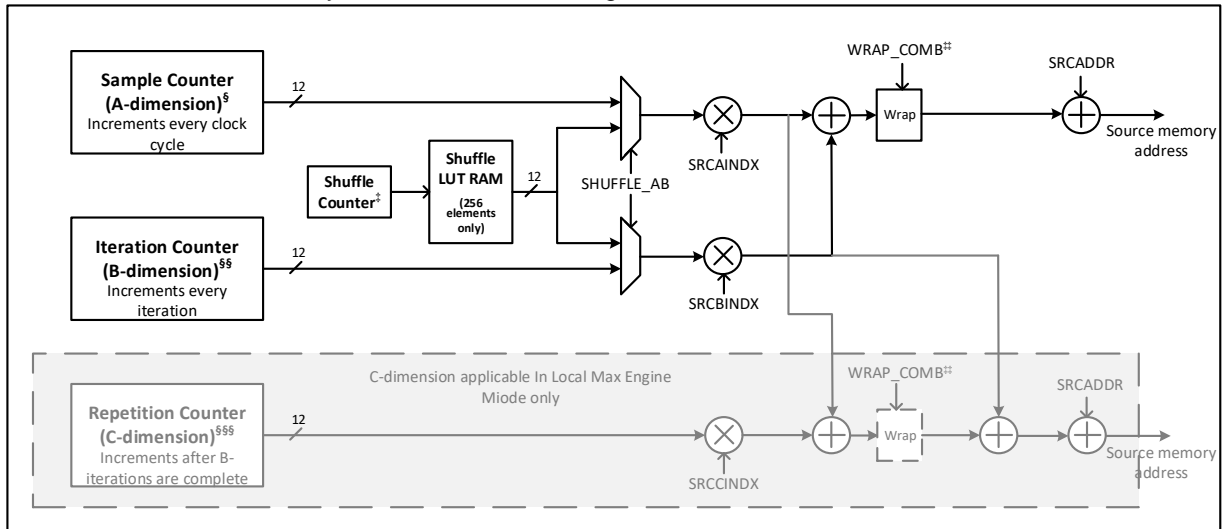 WRAP_COMB‡‡
SRCADDR
Sample Counter
(A-dimension)§
Increments every clock
cycle
12
Wrap
Source memory
address
SRCAINDX
Shuffle
Counter‡
Shuffle
LUT RAM
(256
elements
only)
12
SHUFFLE_AB
Iteration Counter
(B-dimension)§§
Increments every
iteration
12
SRCBINDX
C-dimension applicable In Local Max Engine
Miode only
WRAP_COMB‡‡
SRCADDR
Repetition Counter
(C-dimension)§§§
Increments after B-
iterations are complete
12
Wrap
Source memory
address
SRCCINDX